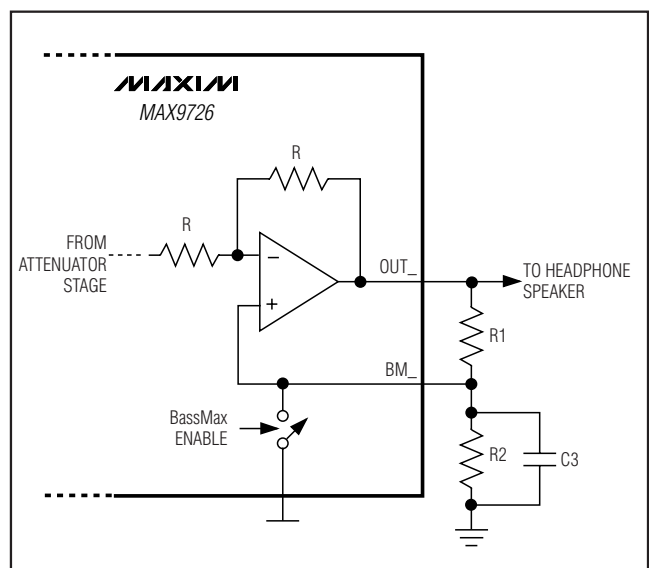 MAXIM
MAX9726
R
R
FROM
ATTENUATOR
STAGE
−
+
OUT_
TO HEADPHONE
SPEAKER
R1
BM_
BassMax
ENABLE
R2
C3